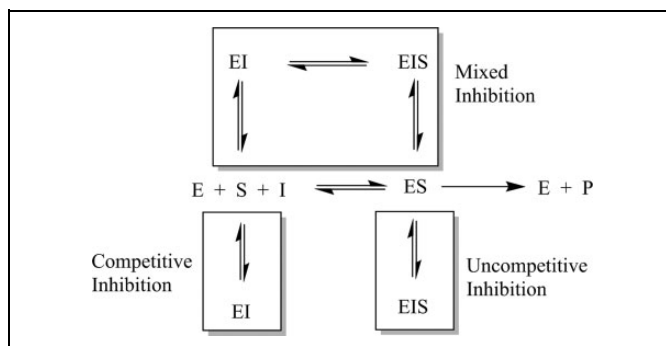 EI EIS
Mixed
Inhibition
E + S + I ES E + P
Competitive
Inhibition
Uncompetitive
Inhibition
EI EIS